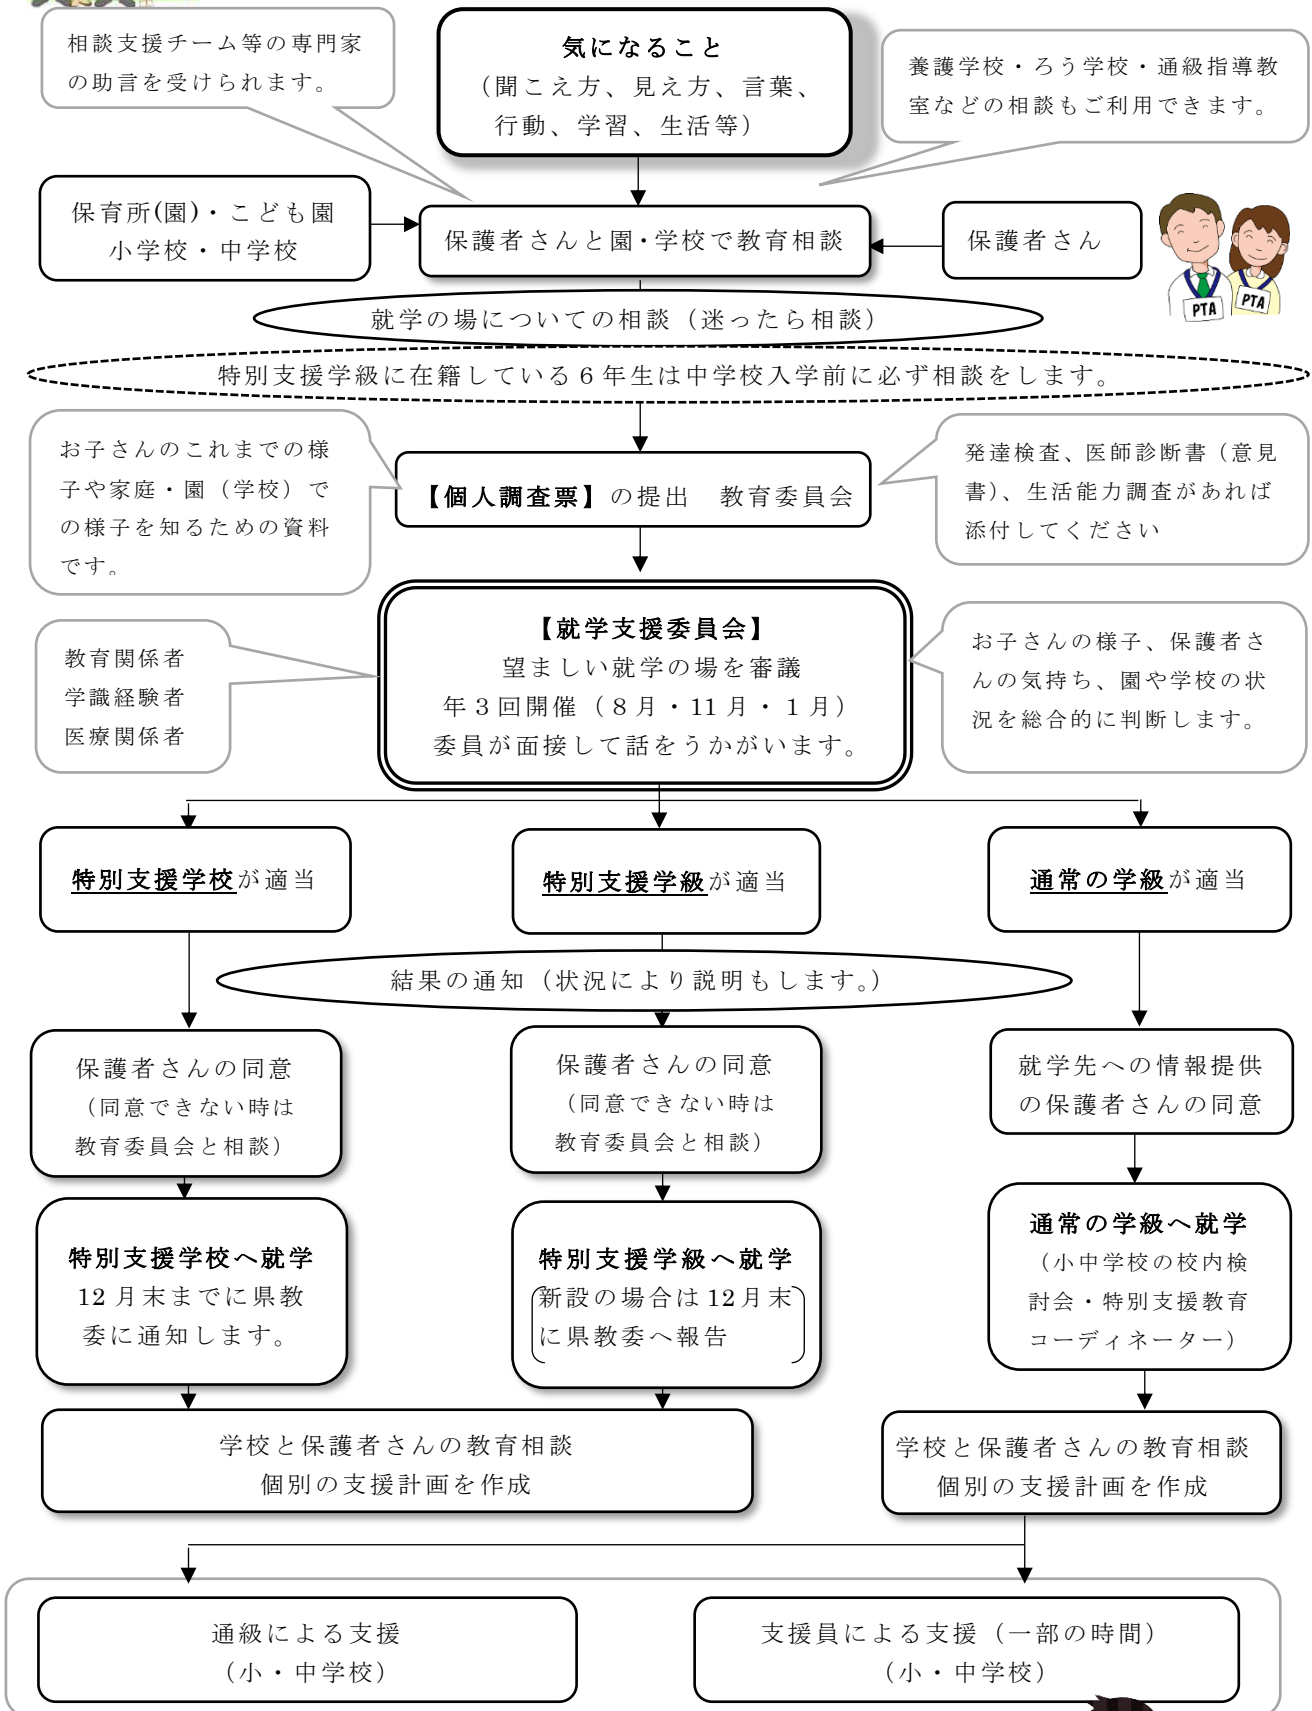 相談支援チーム等の専門家
の助言を受けられます。
気になること
（聞こえ方、見え方、言葉、
行動、学習、生活等）
養護学校・ろう学校・通級指導教
室などの相談もご利用できます。
保育所(園)・こども園
小学校・中学校
保護者さんと園・学校で教育相談
保護者さん
PTA
PTA
就学の場についての相談（迷ったら相談）
特別支援学級に在籍している６年生は中学校入学前に必ず相談をします。
お子さんのこれまでの様
子や家庭・園（学校）で
の様子を知るための資料
です。
【個人調査票】の提出　教育委員会
発達検査、医師診断書（意見
書）、生活能力調査があれば
添付してください
教育関係者
学識経験者
医療関係者
【就学支援委員会】
望ましい就学の場を審議
年３回開催（８月・11月・１月）
委員が面接して話をうかがいます。
お子さんの様子、保護者さ
んの気持ち、園や学校の状
況を総合的に判断します。
特別支援学校が適当
特別支援学級が適当
通常の学級が適当
結果の通知（状況により説明もします。）
保護者さんの同意
（同意できない時は
教育委員会と相談）
保護者さんの同意
（同意できない時は
教育委員会と相談）
就学先への情報提供
の保護者さんの同意
特別支援学校へ就学
12月末までに県教
委に通知します。
特別支援学級へ就学
新設の場合は12月末
に県教委へ報告
通常の学級へ就学
（小中学校の校内検
討会・特別支援教育
コーディネーター）
学校と保護者さんの教育相談
個別の支援計画を作成
学校と保護者さんの教育相談
個別の支援計画を作成
通級による支援
（小・中学校）
支援員による支援（一部の時間）
（小・中学校）